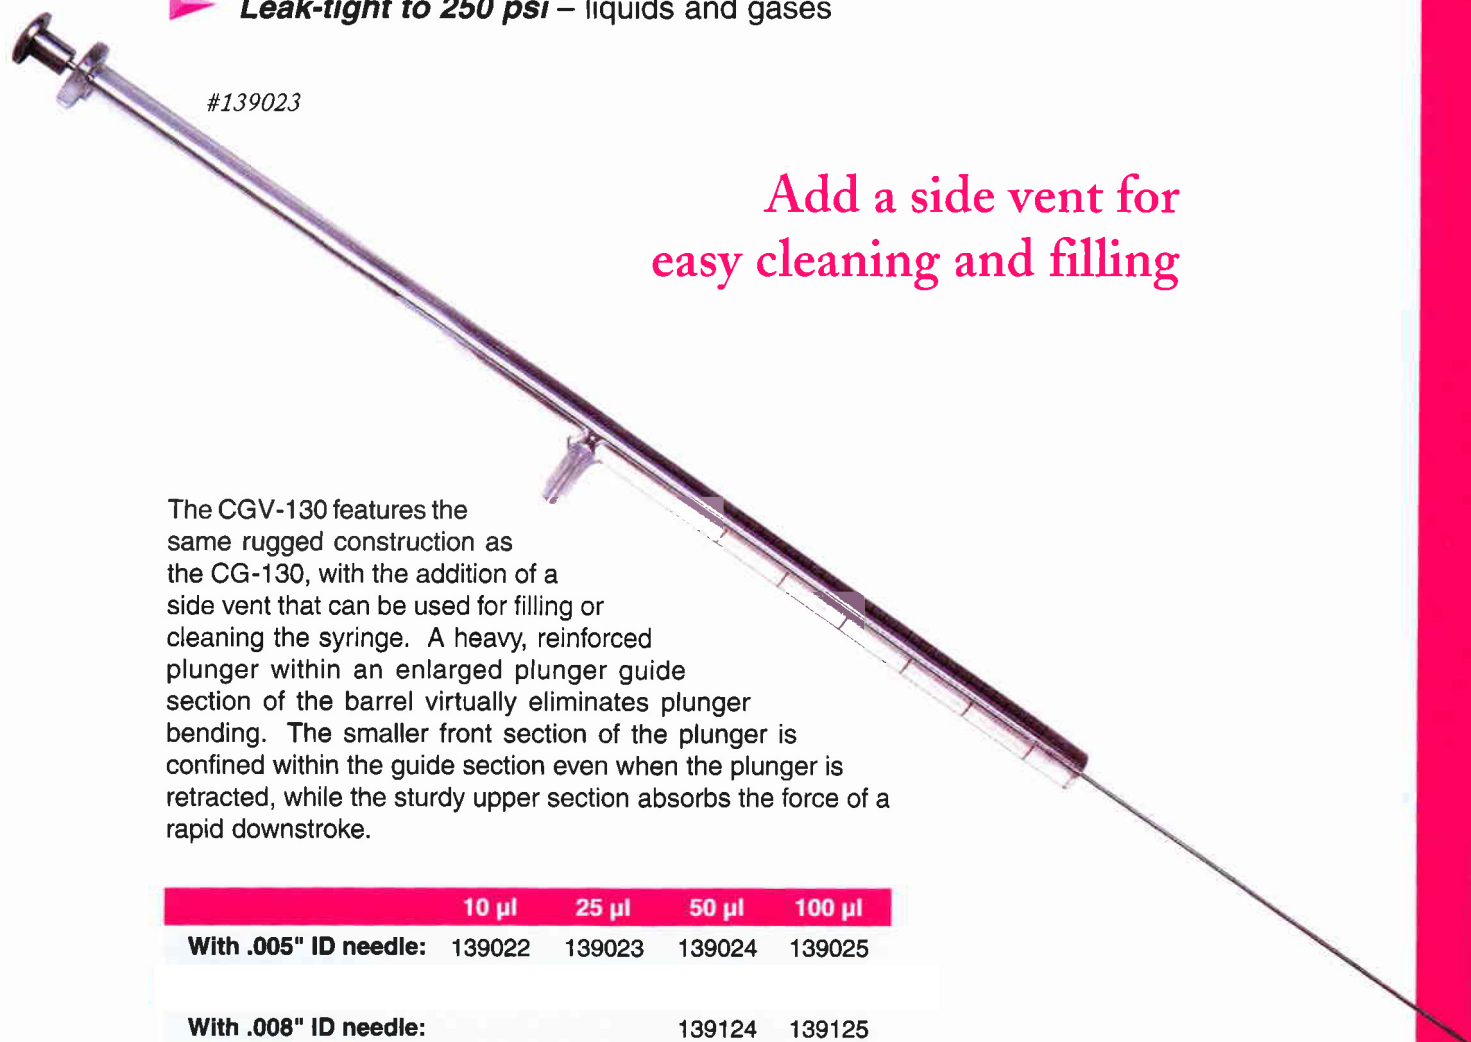 Leak-tight to 250 psi – liquids and gases
#139023
Add a side vent for
easy cleaning and filling
The CGV-130 features the
same rugged construction as
the CG-130, with the addition of a
side vent that can be used for filling or
cleaning the syringe. A heavy, reinforced
plunger within an enlarged plunger guide
section of the barrel virtually eliminates plunger
bending. The smaller front section of the plunger is
confined within the guide section even when the plunger is
retracted, while the sturdy upper section absorbs the force of a
rapid downstroke.
10 µl 25 µl 50 µl 100 µl
With .005" ID needle: 139022 139023 139024 139025
With .008" ID needle: 139124 139125